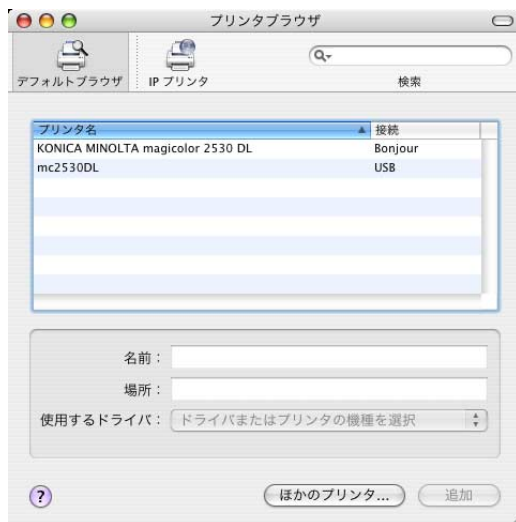 プリンタブラウザ
デフォルトブラウザ
IP プリンタ
検索
プリンタ名 接続
KONICA MINOLTA magicolor 2530 DL Bonjour
mc2530DL USB
名前：
場所：
使用するドライバ： ドライバまたはプリンタの機種を選択
? ほかのプリンタ... 追加